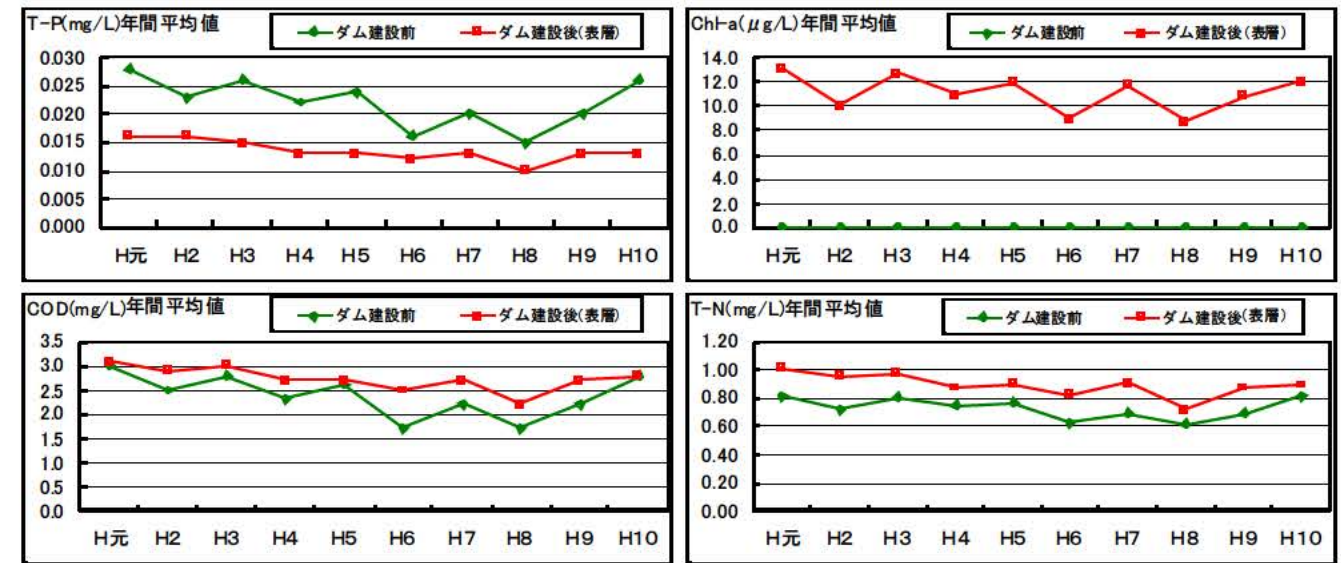 T-P(mg/L)年間平均値
ダム建設前 ダム建設後(表層)
0.030
0.025
0.020
0.015
0.010
0.005
0.000
H元 H2 H3 H4 H5 H6 H7 H8 H9 H10
Chl-a(μg/L)年間平均値
ダム建設前 ダム建設後(表層)
14.0
12.0
10.0
8.0
6.0
4.0
2.0
0.0
H元 H2 H3 H4 H5 H6 H7 H8 H9 H10
COD(mg/L)年間平均値
ダム建設前 ダム建設後(表層)
3.5
3.0
2.5
2.0
1.5
1.0
0.5
0.0
H元 H2 H3 H4 H5 H6 H7 H8 H9 H10
T-N(mg/L)年間平均値
ダム建設前 ダム建設後(表層)
1.20
1.00
0.80
0.60
0.40
0.20
0.00
H元 H2 H3 H4 H5 H6 H7 H8 H9 H10